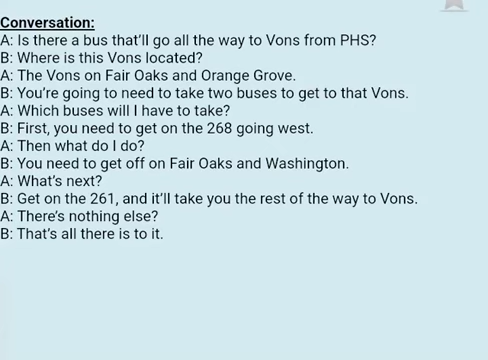 Conversation:
A: Is there a bus that'll go all the way to Vons from PHS?
B: Where is this Vons located?
A: The Vons on Fair Oaks and Orange Grove.
B: You're going to need to take two buses to get to that Vons.
A: Which buses will I have to take?
B: First, you need to get on the 268 going west.
A: Then what do I do?
B: You need to get off on Fair Oaks and Washington.
A: What's next?
B: Get on the 261, and it'll take you the rest of the way to Vons.
A: There's nothing else?
B: That's all there is to it.